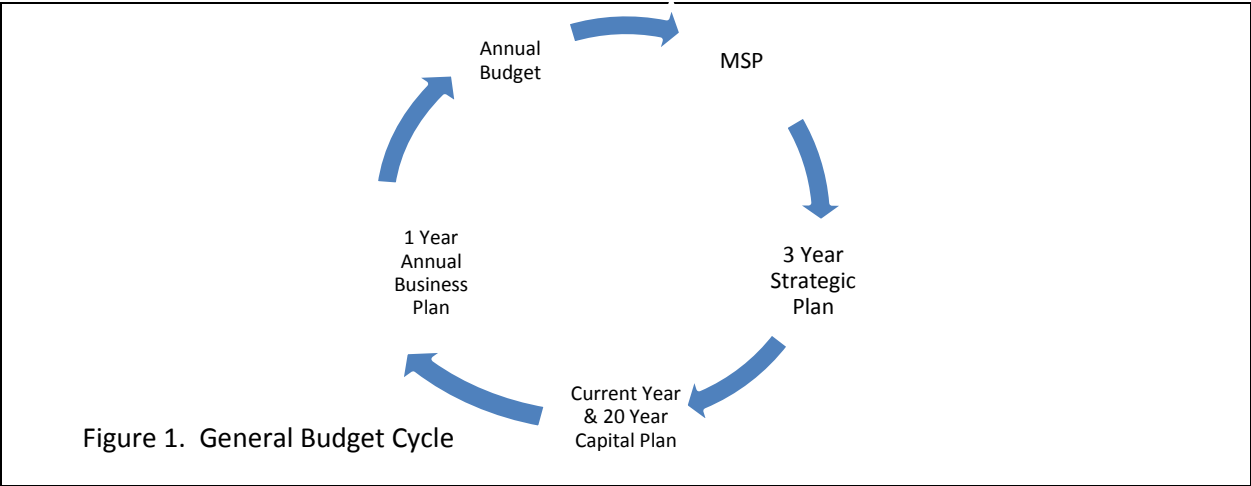 Annual
Budget
MSP
3 Year
Strategic
Plan
Current Year
& 20 Year
Capital Plan
1 Year
Annual
Business
Plan
Figure 1.  General Budget Cycle